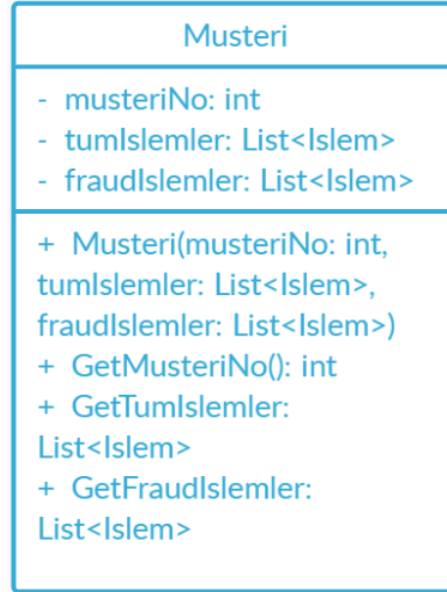 Musteri
- musteriNo: int
- tumIslemler: List<Islem>
- fraudIslemler: List<Islem>
+ Musteri(musteriNo: int,
tumIslemler: List<Islem>,
fraudIslemler: List<Islem>)
+ GetMusteriNo(): int
+ GetTumIslemler:
List<Islem>
+ GetFraudIslemler:
List<Islem>